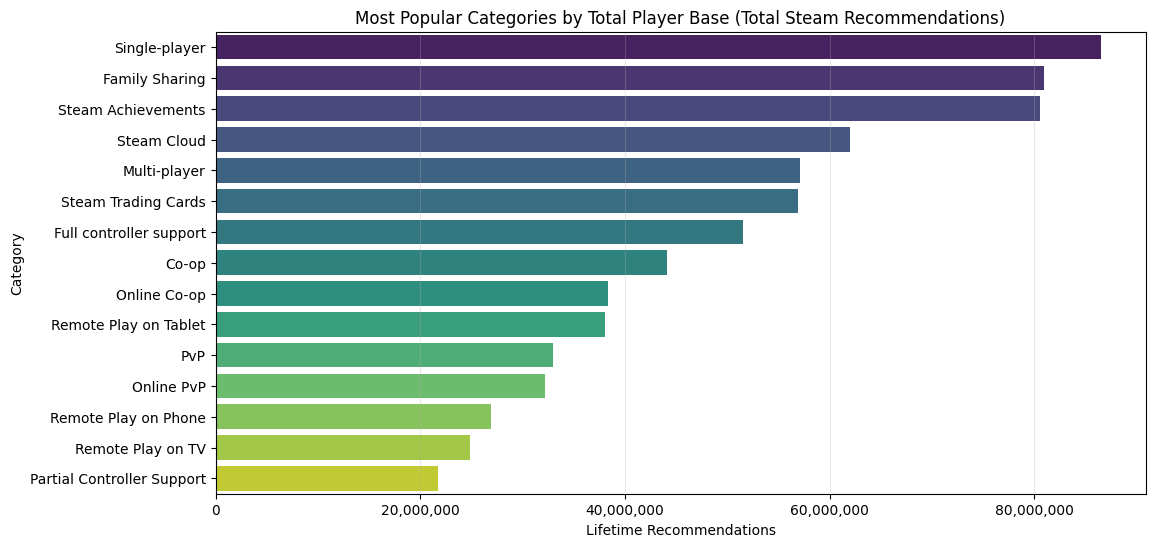 Most Popular Categories by Total Player Base (Total Steam Recommendations)
Category
Single-player
Family Sharing
Steam Achievements
Steam Cloud
Multi-player
Steam Trading Cards
Full controller support
Co-op
Online Co-op
Remote Play on Tablet
PvP
Online PvP
Remote Play on Phone
Remote Play on TV
Partial Controller Support
0 20,000,000 40,000,000 60,000,000 80,000,000
Lifetime Recommendations